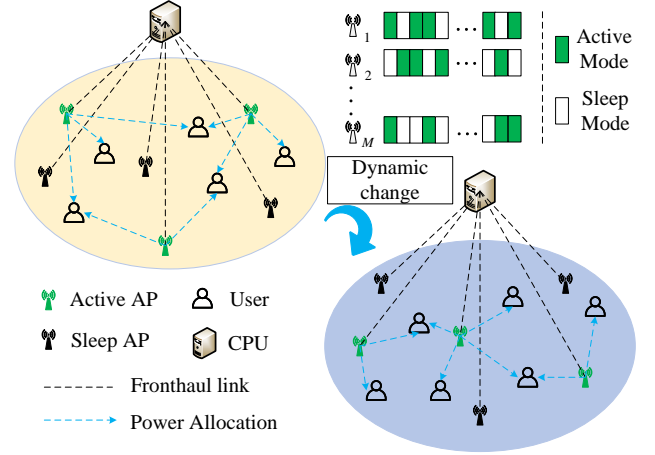 1
...
Active
Mode
2
...
Sleep
Mode
M
...
Dynamic
change
Active AP
User
Sleep AP
CPU
Fronthaul link
Power Allocation